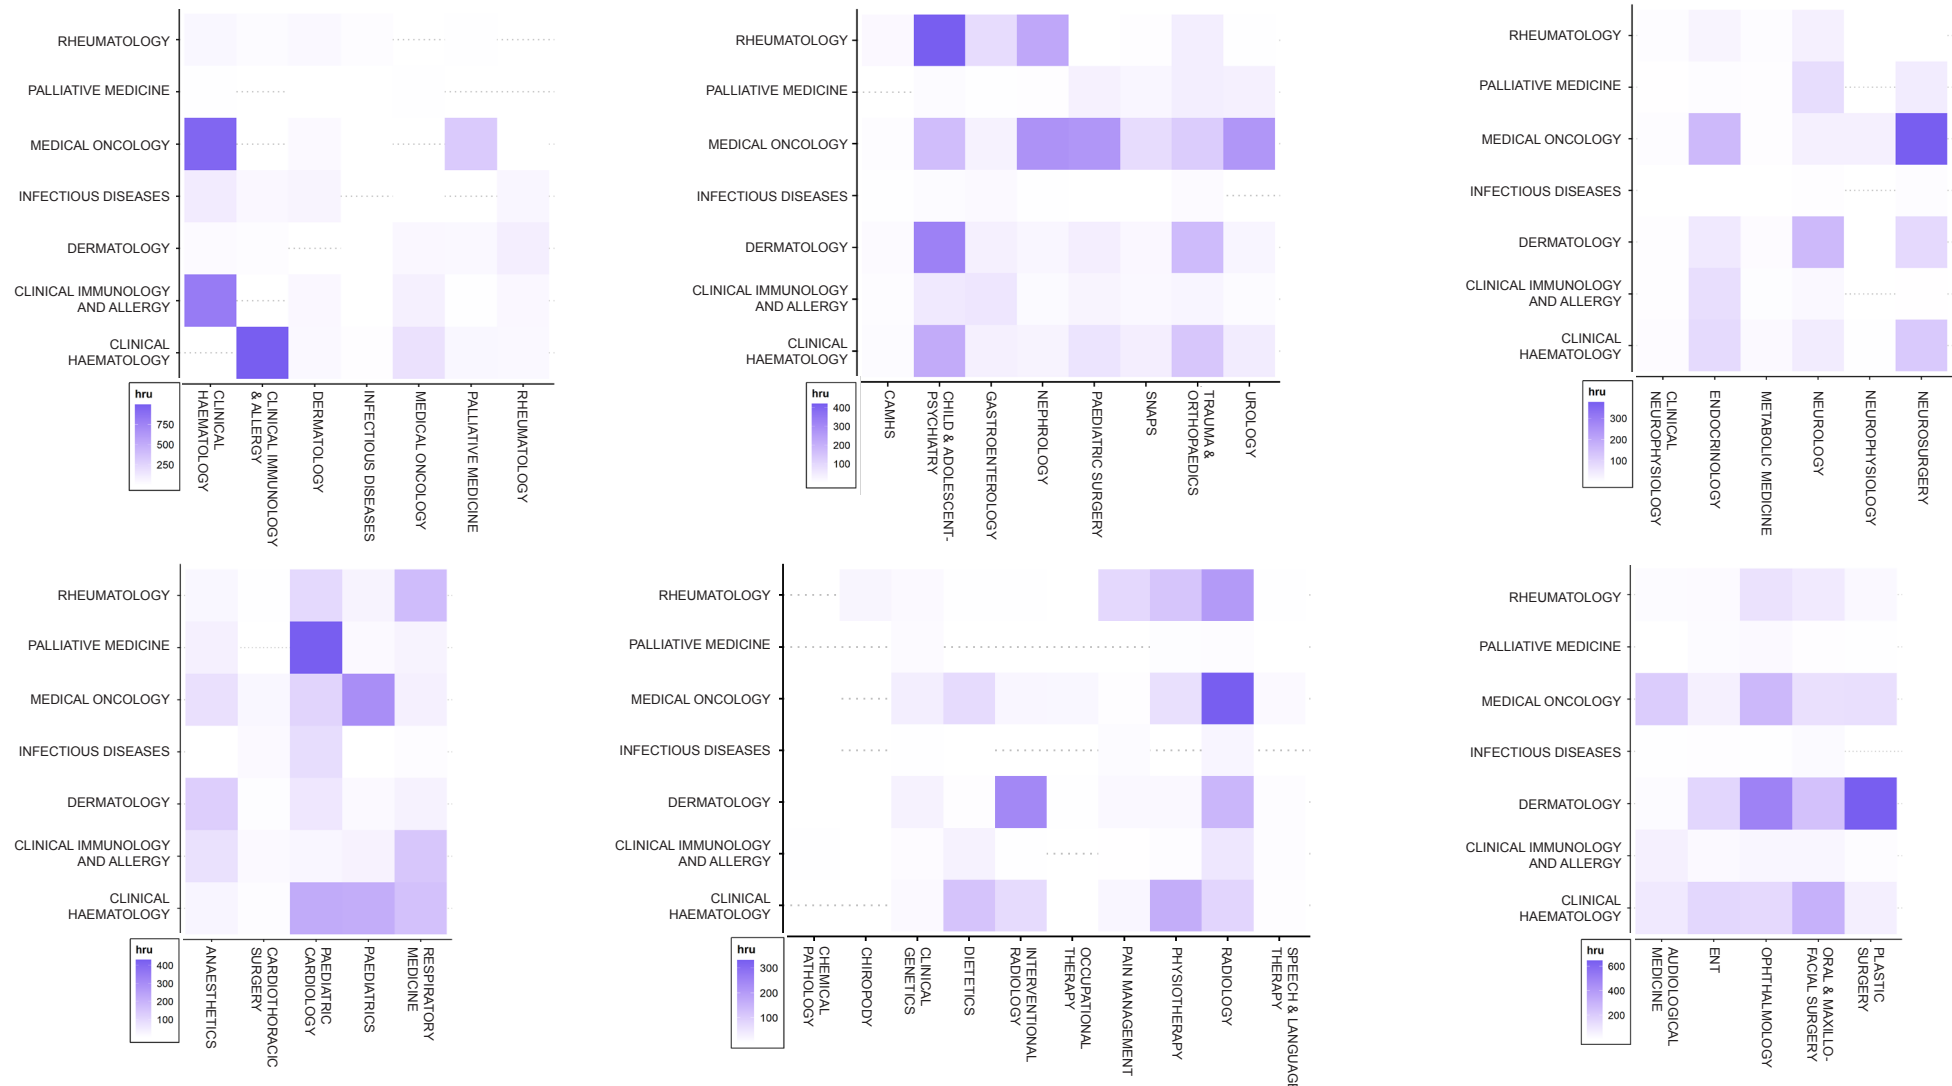 RHEUMATOLOGY
PALLIATIVE MEDICINE
MEDICAL ONCOLOGY
INFECTIOUS DISEASES
DERMATOLOGY
CLINICAL IMMUNOLOGY
AND ALLERGY
CLINICAL
HAEMATOLOGY
hru
750
500
250
CLINICAL
HAEMATOLOGY
CLINICAL IMMUNOLOGY
& ALLERGY
DERMATOLOGY
INFECTIOUS DISEASES
MEDICAL ONCOLOGY
PALLIATIVE MEDICINE
RHEUMATOLOGY
RHEUMATOLOGY
PALLIATIVE MEDICINE
MEDICAL ONCOLOGY
INFECTIOUS DISEASES
DERMATOLOGY
CLINICAL IMMUNOLOGY
AND ALLERGY
CLINICAL
HAEMATOLOGY
hru
400
300
200
100
CAMHS
CHILD & ADOLESCENT-
PSYCHIATRY
GASTROENTEROLOGY
NEPHROLOGY
PAEDIATRIC SURGERY
SNAPS
TRAUMA &
ORTHOPAEDICS
UROLOGY
RHEUMATOLOGY
PALLIATIVE MEDICINE
MEDICAL ONCOLOGY
INFECTIOUS DISEASES
DERMATOLOGY
CLINICAL IMMUNOLOGY
AND ALLERGY
CLINICAL
HAEMATOLOGY
hru
300
200
100
CLINICAL
NEUROPHYSIOLOGY
ENDOCRINOLOGY
METABOLIC MEDICINE
NEUROLOGY
NEUROPHYSIOLOGY
NEUROSURGERY
RHEUMATOLOGY
PALLIATIVE MEDICINE
MEDICAL ONCOLOGY
INFECTIOUS DISEASES
DERMATOLOGY
CLINICAL IMMUNOLOGY
AND ALLERGY
CLINICAL
HAEMATOLOGY
hru
400
300
200
100
ANAESTHETICS
CARDIOTHORACIC
SURGERY
PAEDIATRIC
CARDIOLOGY
PAEDIATRICS
RESPIRATORY
MEDICINE
RHEUMATOLOGY
PALLIATIVE MEDICINE
MEDICAL ONCOLOGY
INFECTIOUS DISEASES
DERMATOLOGY
CLINICAL IMMUNOLOGY
AND ALLERGY
CLINICAL
HAEMATOLOGY
hru
300
200
100
CHEMICAL
PATHOLOGY
CHIROPODY
CLINICAL
GENETICS
DIETETICS
INTERVENTIONAL
RADIOLOGY
OCCUPATIONAL
THERAPY
PAIN MANAGEMENT
PHYSIOTHERAPY
RADIOLOGY
SPEECH & LANGUAGE
THERAPY
RHEUMATOLOGY
PALLIATIVE MEDICINE
MEDICAL ONCOLOGY
INFECTIOUS DISEASES
DERMATOLOGY
CLINICAL IMMUNOLOGY
AND ALLERGY
CLINICAL
HAEMATOLOGY
hru
600
400
200
AUDIOLOGICAL
MEDICINE
ENT
OPHTHALMOLOGY
ORAL & MAXILLO-
FACIAL SURGERY
PLASTIC
SURGERY